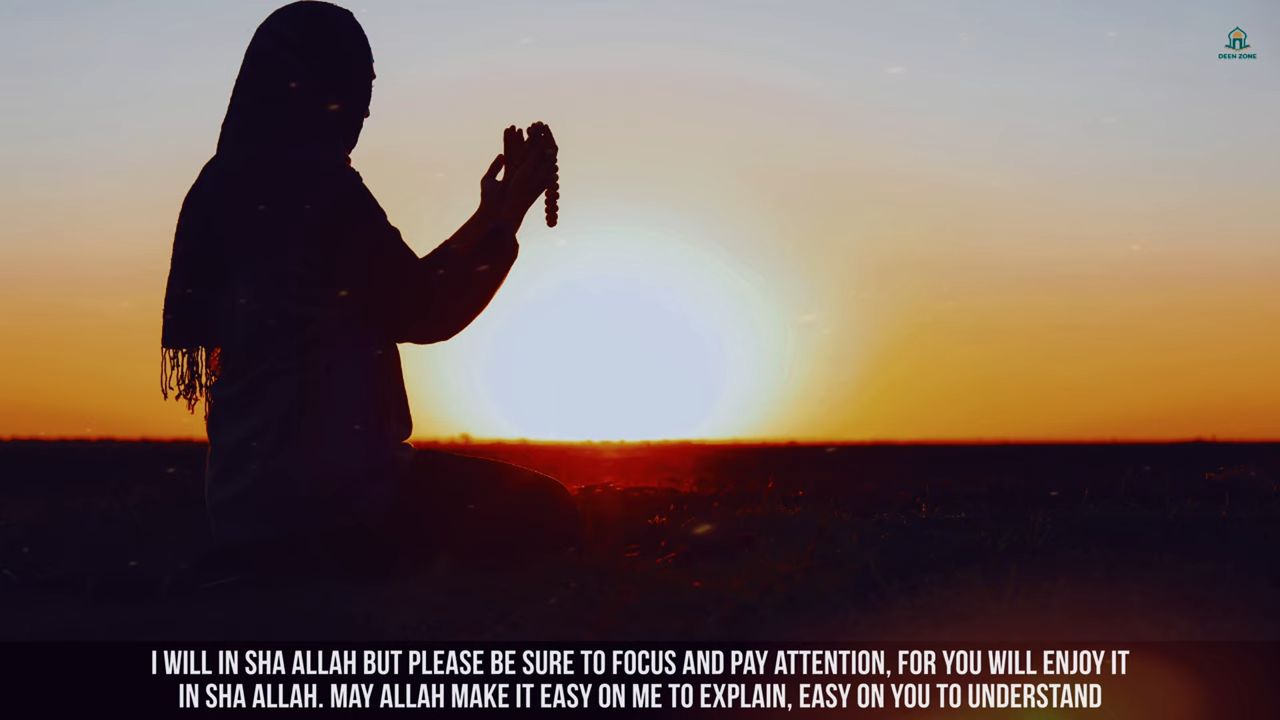 DEEN ZONE
I WILL IN SHA ALLAH BUT PLEASE BE SURE TO FOCUS AND PAY ATTENTION, FOR YOU WILL ENJOY IT
IN SHA ALLAH. MAY ALLAH MAKE IT EASY ON ME TO EXPLAIN, EASY ON YOU TO UNDERSTAND